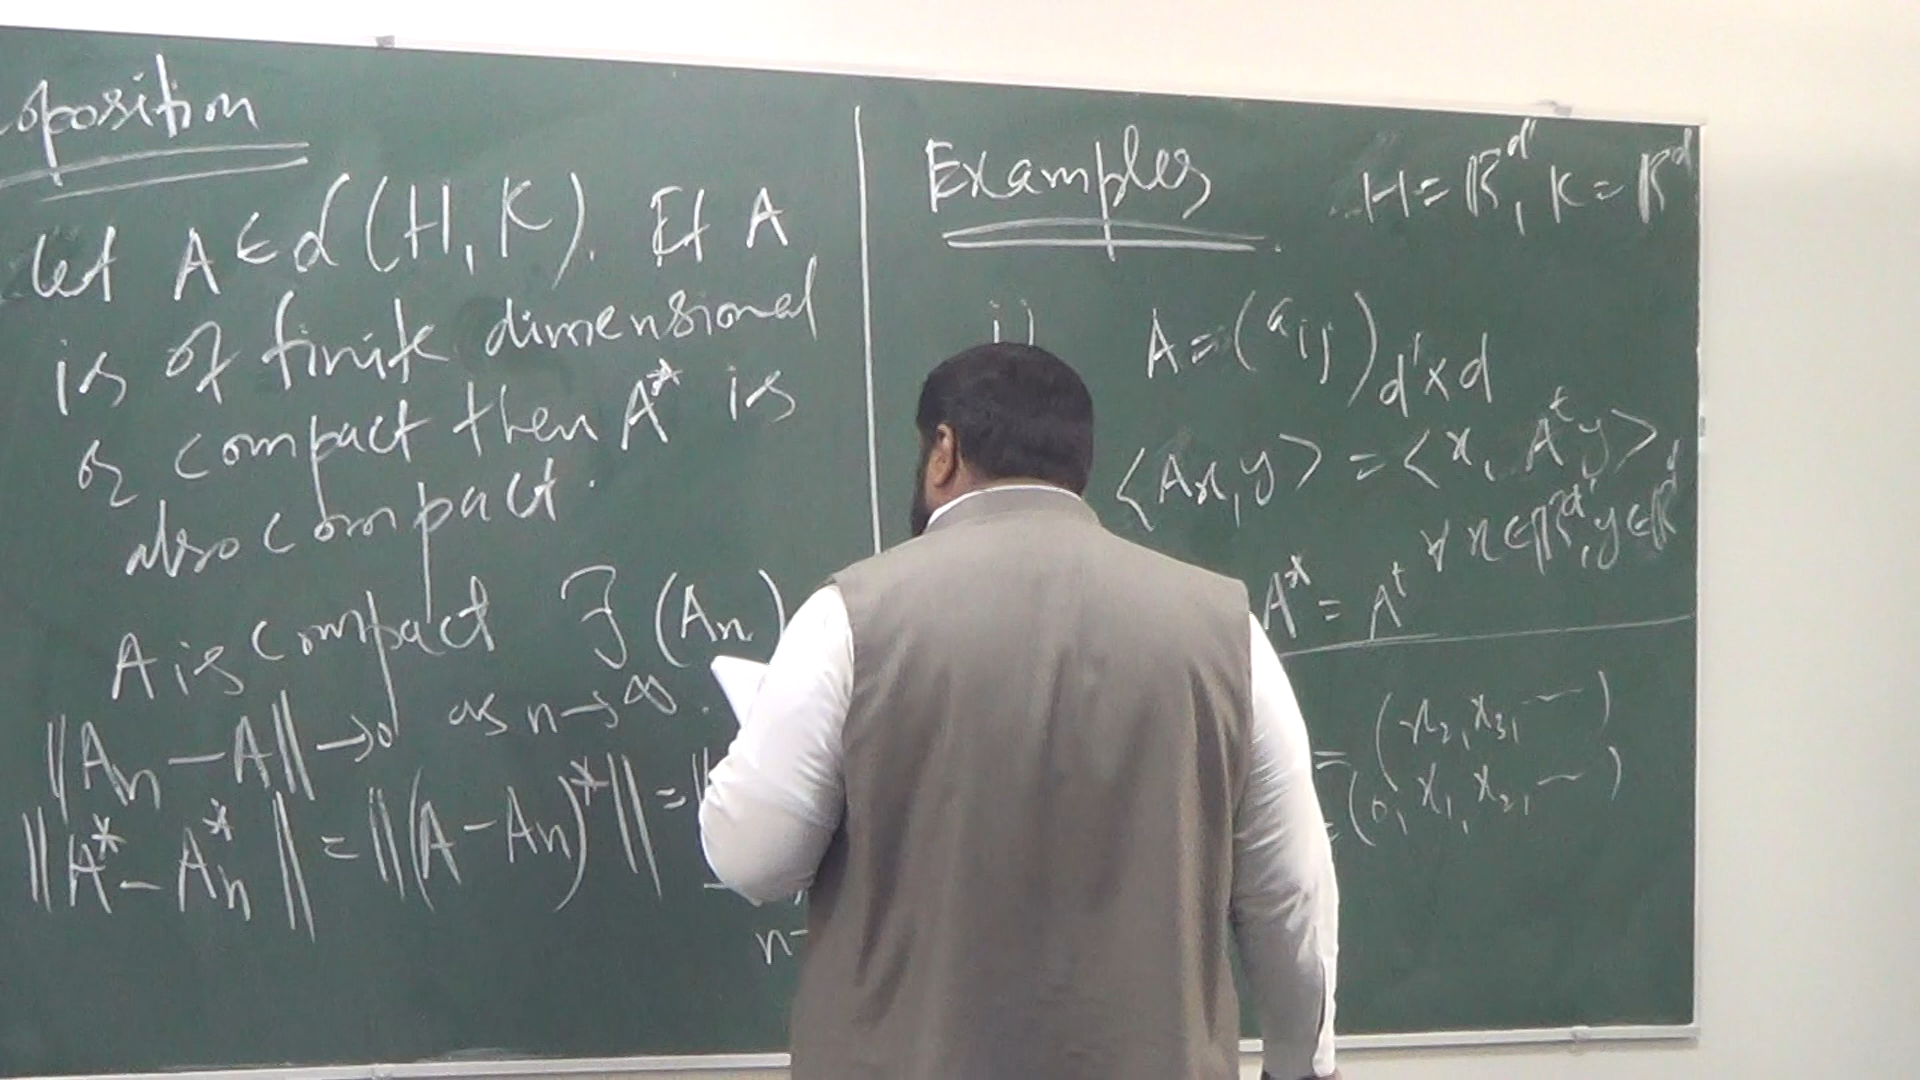 oposition
Let A ∈ L(H, K). If A
is of finite dimensional
or compact then A* is
also compact.
A is compact ∃ (An)
||An − A|| → 0 as n → ∞.
||A* − An*|| = ||(A − An)*|| =
n −
Examples
H = ℝ^d', K = ℝ^d
i) A = (aij)d'×d
<Ax, y> = <x, A^t y>
∀ x ∈ ℝ^d', y ∈ ℝ^d
A* = A^t
= (x2, x3, ---)
= (0, x1, x2, ---)